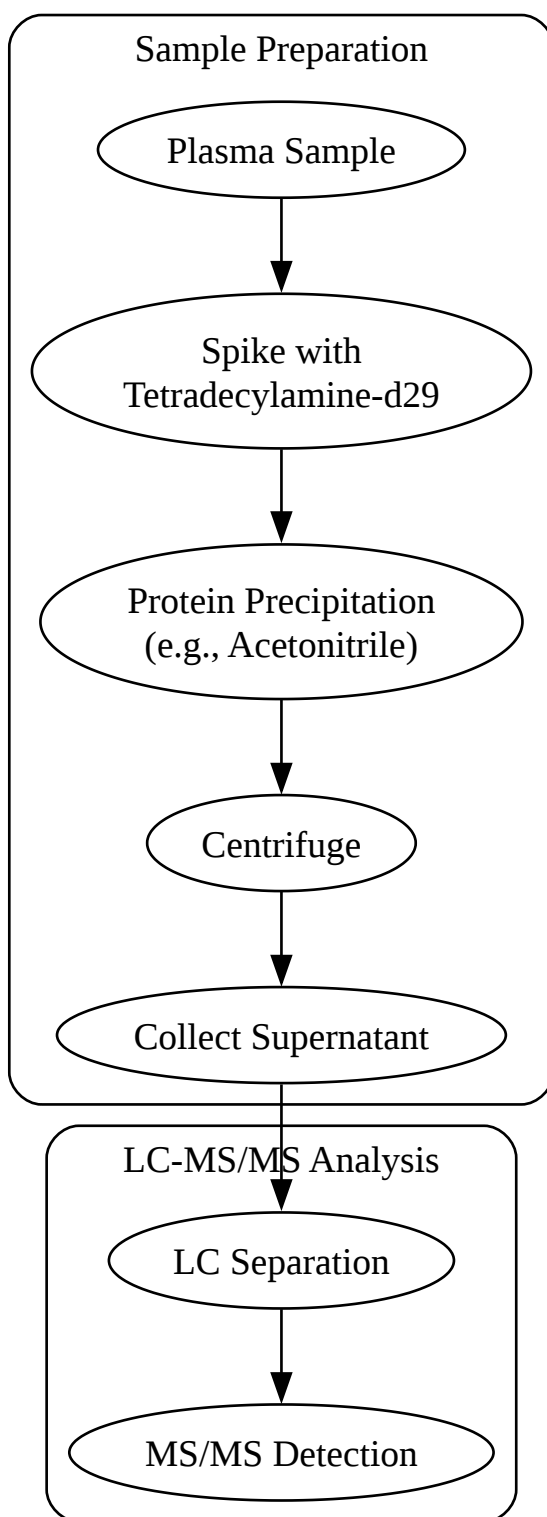 Sample Preparation
Plasma Sample
Spike with
Tetradecylamine-d29
Protein Precipitation
(e.g., Acetonitrile)
Centrifuge
Collect Supernatant
LC-MS/MS Analysis
LC Separation
MS/MS Detection